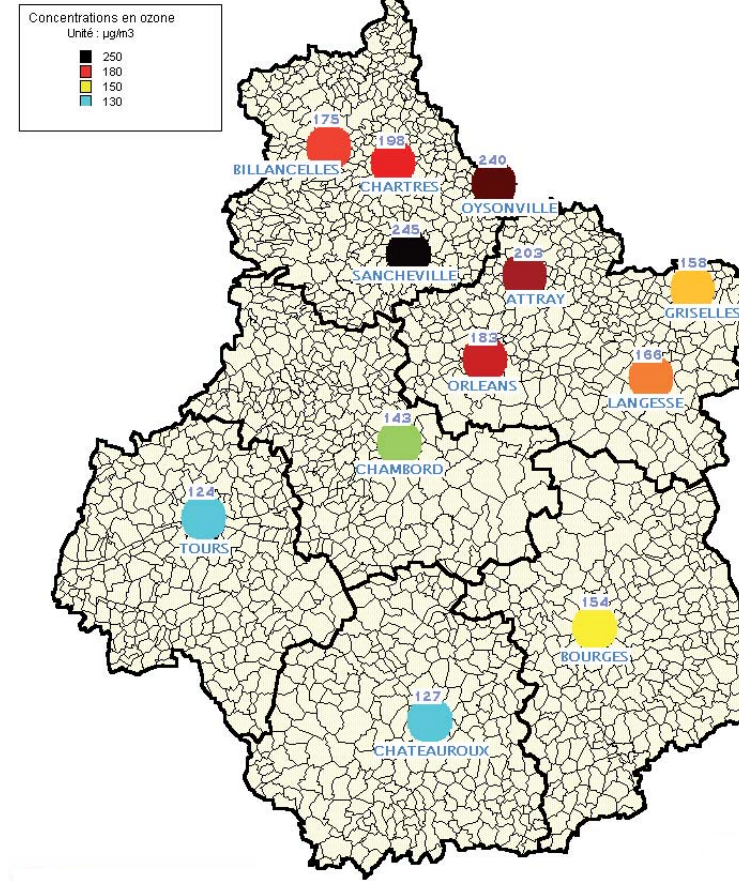 Concentrations en ozone
Unité : µg/m3
250
180
150
130
175
BILLANCELLES
198
CHARTRES
240
OYSONVILLE
245
SANCHEVILLE
203
ATTRAY
158
GRISELLES
183
ORLEANS
166
LANGESSE
143
CHAMBORD
124
TOURS
154
BOURGES
127
CHATEAUROUX